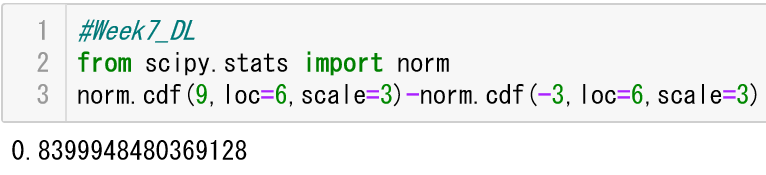 1 #Week7_DL
2 from scipy.stats import norm
3 norm.cdf(9,loc=6,scale=3)-norm.cdf(-3,loc=6,scale=3)
0.8399948480369128